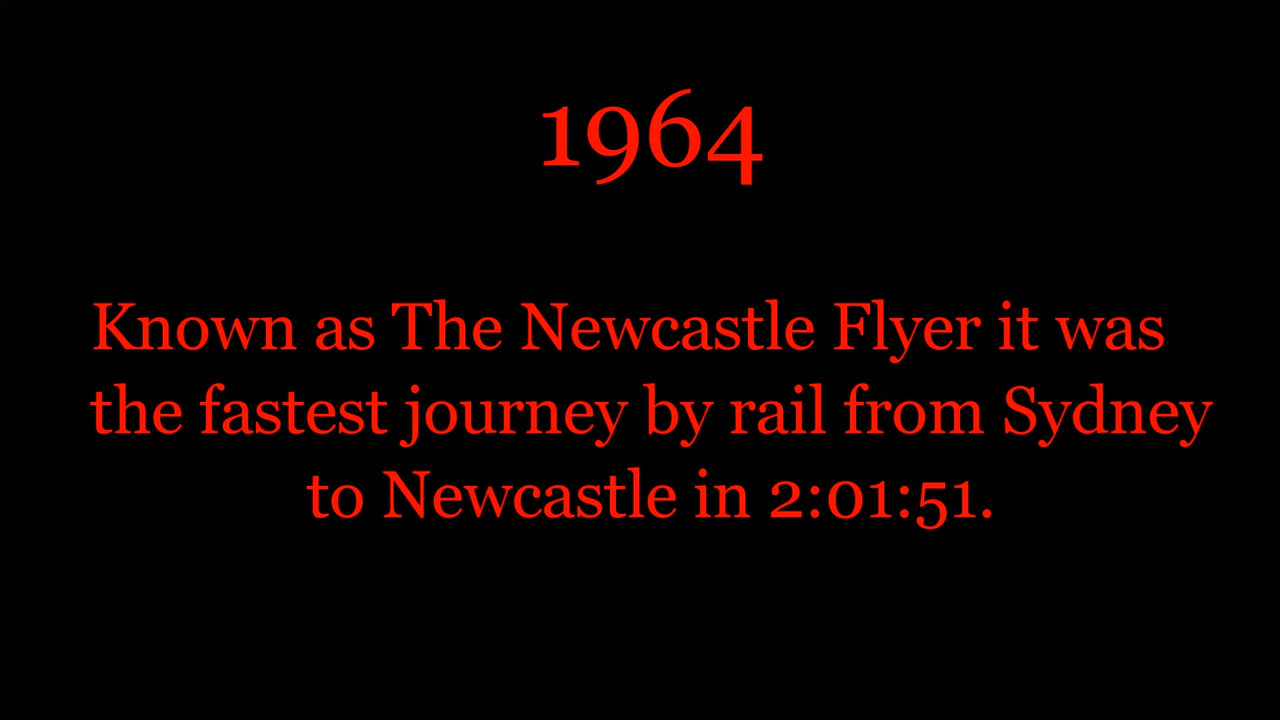 1964
Known as The Newcastle Flyer it was
the fastest journey by rail from Sydney
to Newcastle in 2:01:51.